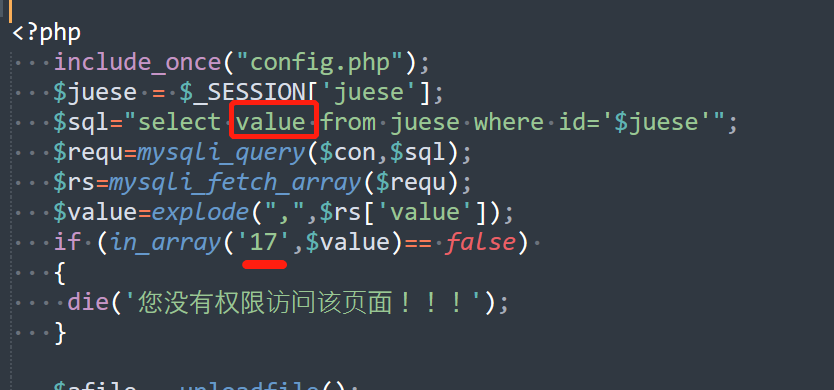 <?php
include_once("config.php");
$juese = $_SESSION['juese'];
$sql="select value from juese where id='$juese'";
$requ=mysqli_query($con,$sql);
$rs=mysqli_fetch_array($requ);
$value=explode(",",$rs['value']);
if (in_array('17',$value)== false)
{
die('您没有权限访问该页面！！！');
}